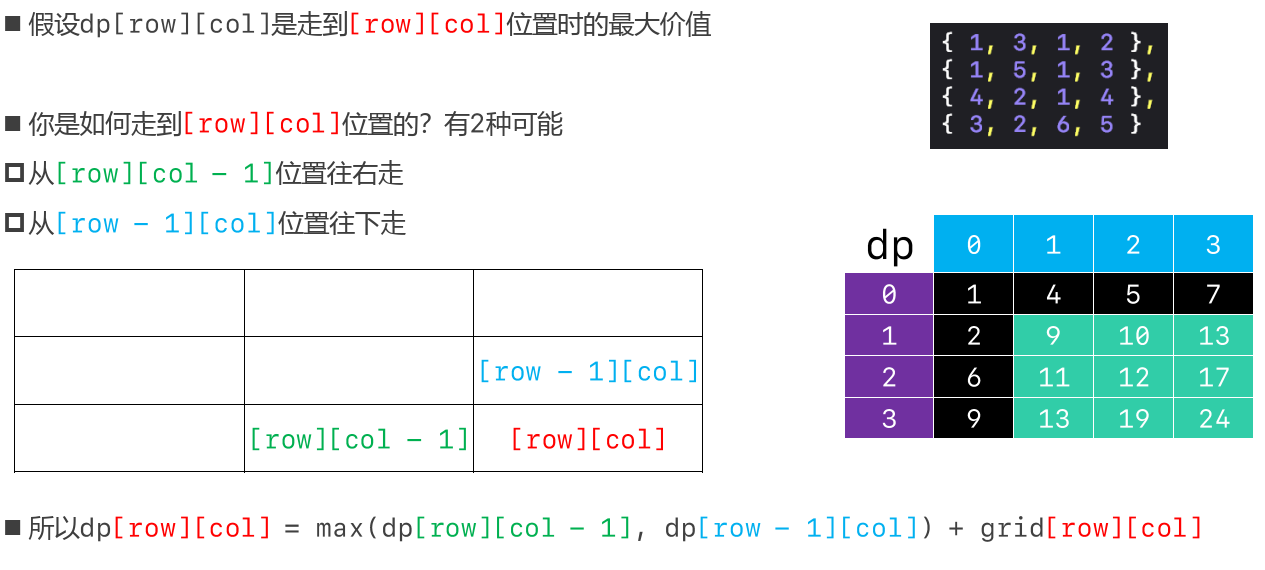 ■ 假设dp[row][col]是走到[row][col]位置时的最大价值
■ 你是如何走到[row][col]位置的？有2种可能
从[row][col - 1]位置往右走
从[row - 1][col]位置往下走
[row - 1][col]
[row][col - 1] [row][col]
■ 所以dp[row][col] = max(dp[row][col - 1], dp[row - 1][col]) + grid[row][col]
{ 1, 3, 1, 2 },
{ 1, 5, 1, 3 },
{ 4, 2, 1, 4 },
{ 3, 2, 6, 5 }
dp 0 1 2 3
0 1 4 5 7
1 2 9 10 13
2 6 11 12 17
3 9 13 19 24